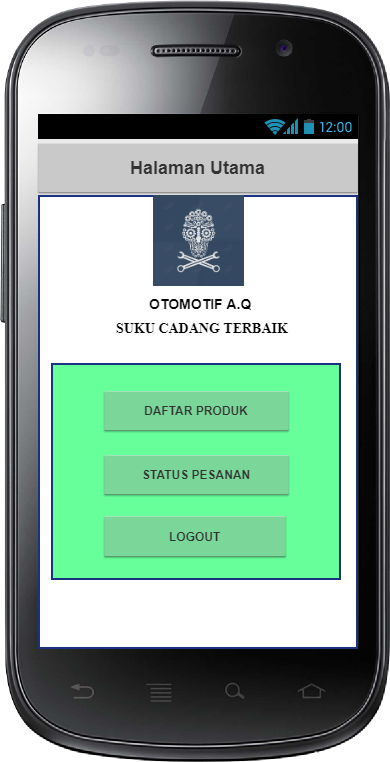 12:00
Halaman Utama
OTOMOTIF A.Q
SUKU CADANG TERBAIK
DAFTAR PRODUK
STATUS PESANAN
LOGOUT